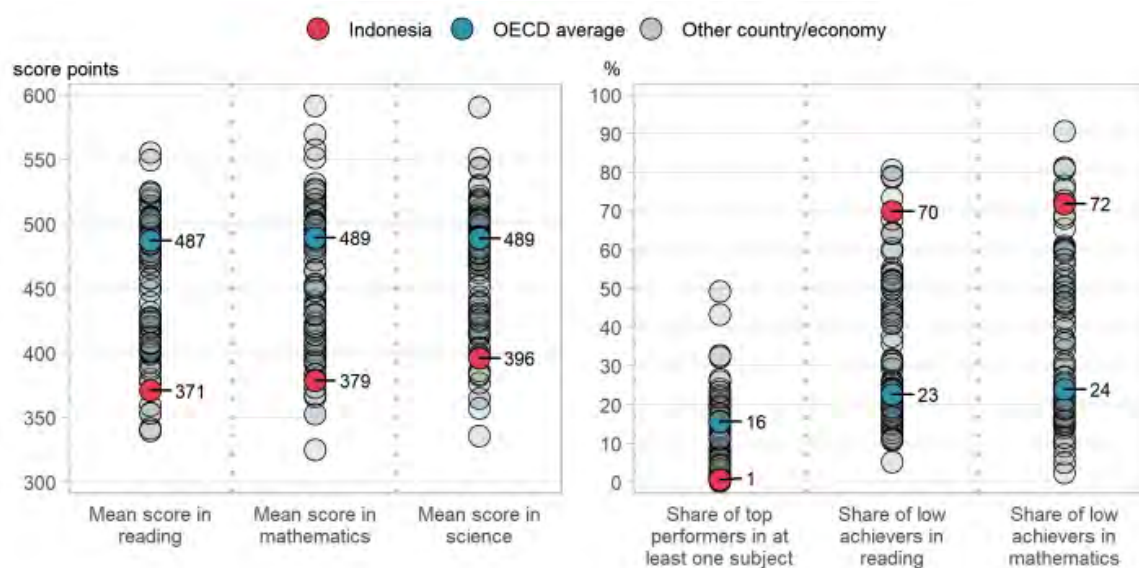 Indonesia OECD average Other country/economy
score points
600
550
500
450
400
350
300
487
489
489
371
379
396
Mean score in
reading
Mean score in
mathematics
Mean score in
science
%
100
90
80
70
60
50
40
30
20
10
0
16
1
70
23
72
24
Share of top
performers in at
least one subject
Share of low
achievers in
reading
Share of low
achievers in
mathematics